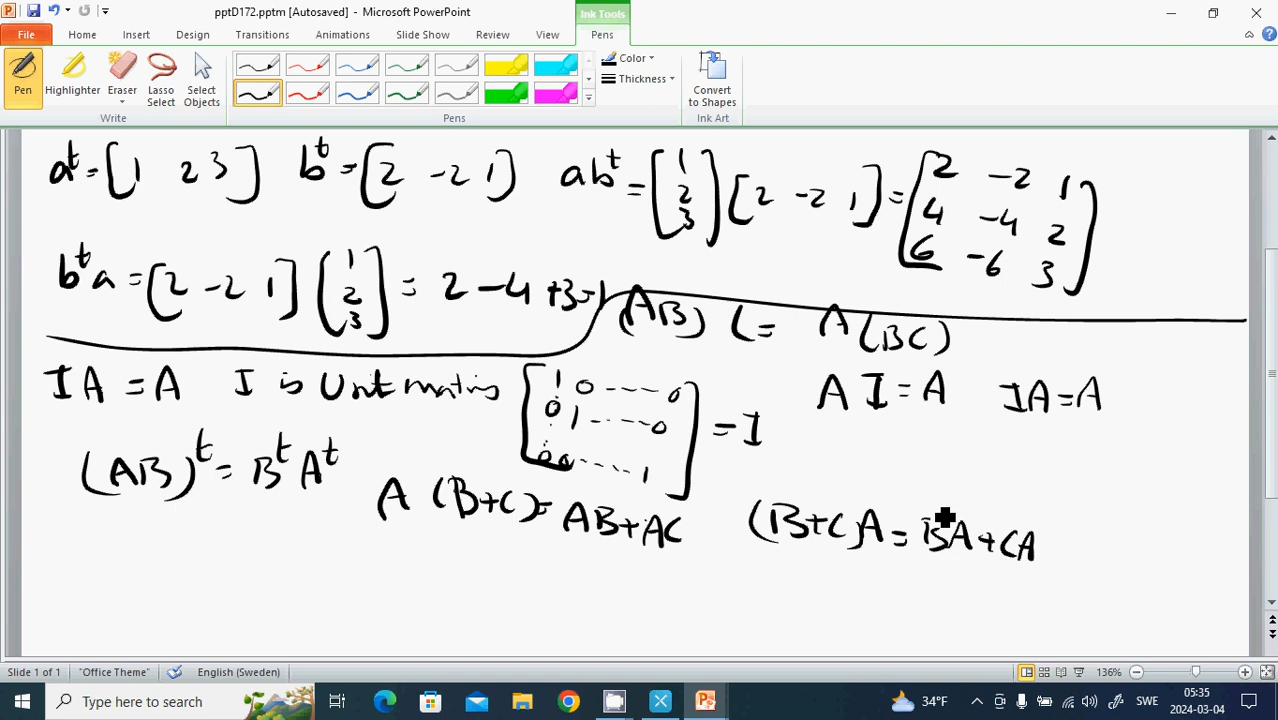 pptD172.pptm [Autosaved] - Microsoft PowerPoint
Ink Tools
File Home Insert Design Transitions Animations Slide Show Review View Pens
Pen Highlighter Eraser Lasso Select Select Objects
Color
Thickness
Convert to Shapes
Write Pens Ink Art
a^t = [1 2 3] b^t = [2 -2 1] ab^t = [1 2 3] [2 -2 1] = [2 -2 1 4 -4 2 6 -6 3]
b^t a = [2 -2 1] [1 2 3] = 2 - 4 + 3 = 1
(AB) C = A (BC)
IA = A I is Unit matrix [1 0 ---- 0 0 1 ---- 0 0 0 ---- 1] = I
A I = A IA = A
(AB)^t = B^t A^t
A (B+C) = AB+AC
(B+C)A = BA+CA
Slide 1 of 1 "Office Theme" English (Sweden) 136%
Type here to search
34°F SWE 05:35
2024-03-04